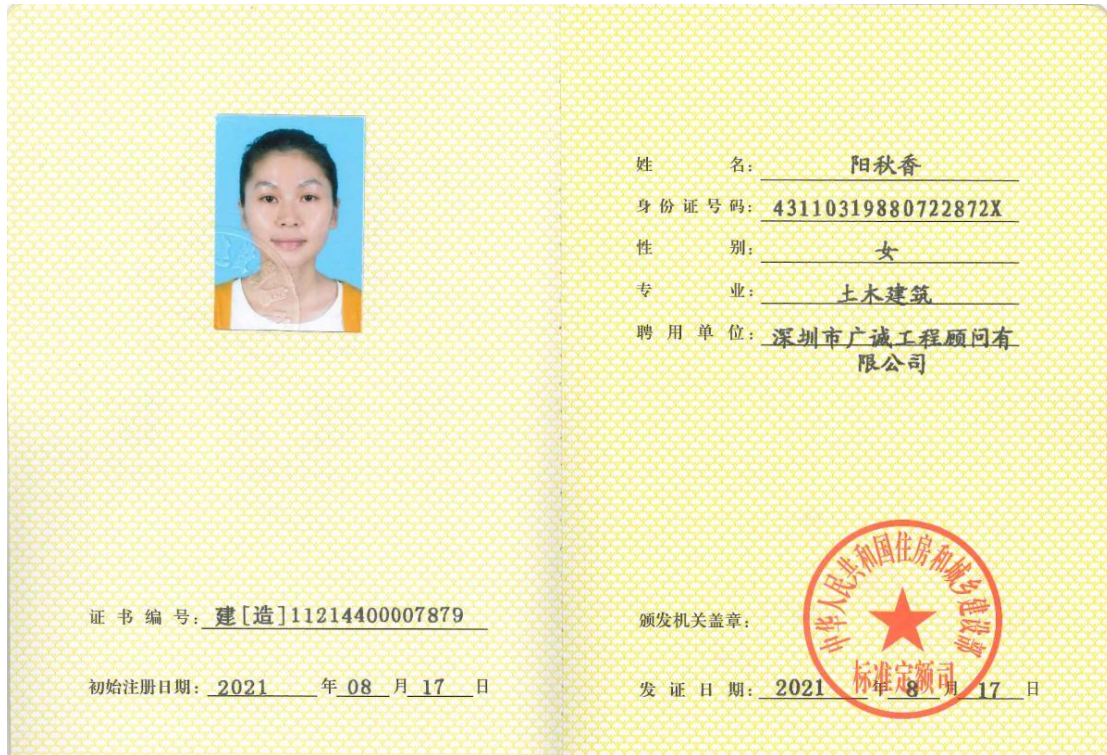 姓 名：阳秋香
身份证号码：43110319880722872X
性 别：女
专 业：土木建筑
聘用单位：深圳市广诚工程顾问有
限公司
证书编号：建[造]11214400007879
初始注册日期：2021 年 08 月 17 日
颁发机关盖章：
中华人民共和国住房和城乡建设部
标准定额司
发证日期：2021 年 8 月 17 日